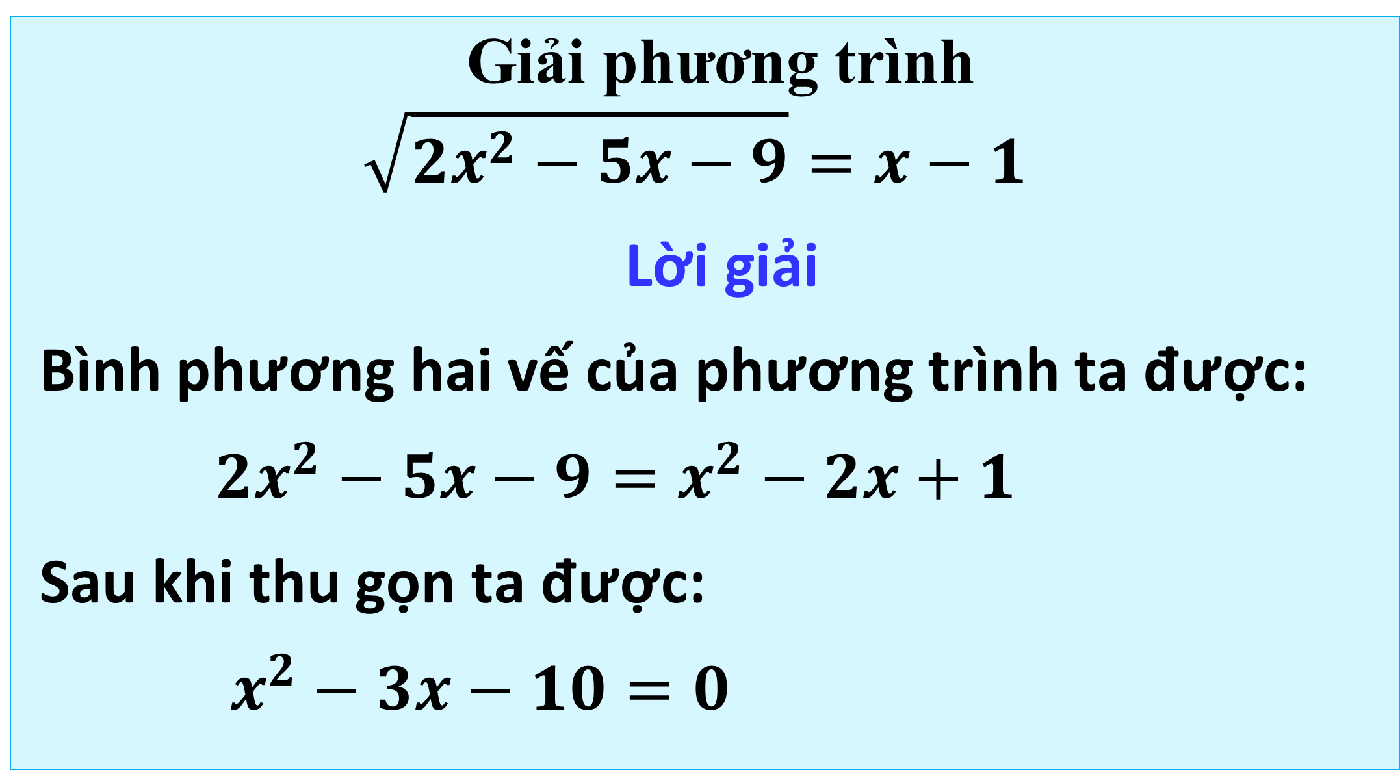 Giải phương trình
√2x² − 5x − 9 = x − 1
Lời giải
Bình phương hai vế của phương trình ta được:
2x² − 5x − 9 = x² − 2x + 1
Sau khi thu gọn ta được:
x² − 3x − 10 = 0